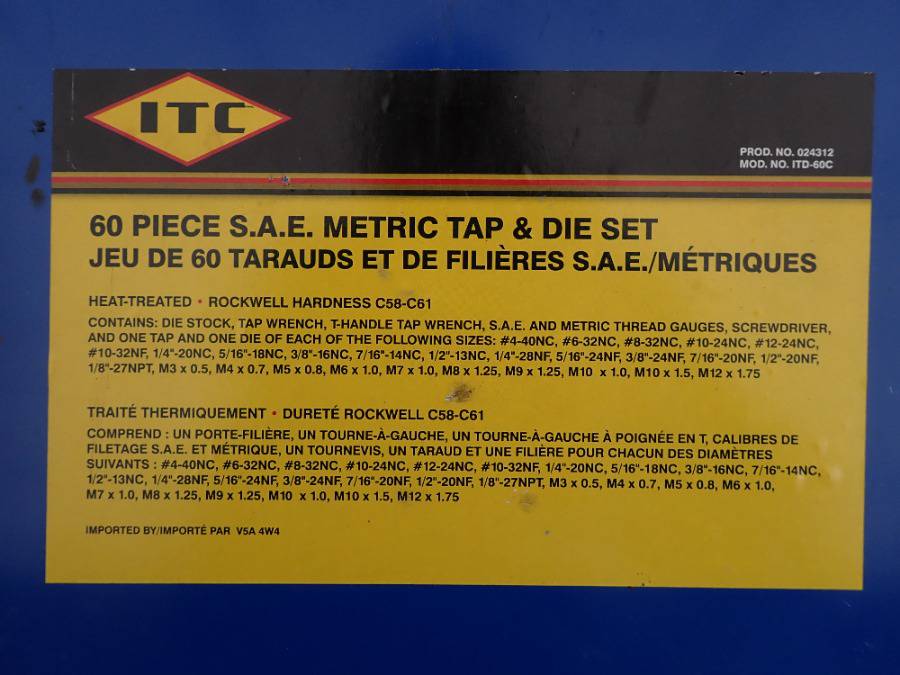 ITC
PROD. NO. 024312
MOD. NO. ITD-60C
60 PIECE S.A.E. METRIC TAP & DIE SET
JEU DE 60 TARAUDS ET DE FILIÈRES S.A.E./MÉTRIQUES
HEAT-TREATED • ROCKWELL HARDNESS C58-C61
CONTAINS: DIE STOCK, TAP WRENCH, T-HANDLE TAP WRENCH, S.A.E. AND METRIC THREAD GAUGES, SCREWDRIVER,
AND ONE TAP AND ONE DIE OF EACH OF THE FOLLOWING SIZES: #4-40NC, #6-32NC, #8-32NC, #10-24NC, #12-24NC,
#10-32NF, 1/4"-20NC, 5/16"-18NC, 3/8"-16NC, 7/16"-14NC, 1/2"-13NC, 1/4"-28NF, 5/16"-24NF, 3/8"-24NF, 7/16"-20NF, 1/2"-20NF,
1/8"-27NPT, M3 x 0.5, M4 x 0.7, M5 x 0.8, M6 x 1.0, M7 x 1.0, M8 x 1.25, M9 x 1.25, M10 x 1.0, M10 x 1.5, M12 x 1.75
TRAITÉ THERMIQUEMENT • DURETÉ ROCKWELL C58-C61
COMPREND : UN PORTE-FILIÈRE, UN TOURNE-À-GAUCHE, UN TOURNE-À-GAUCHE À POIGNÉE EN T, CALIBRES DE
FILETAGE S.A.E. ET MÉTRIQUE, UN TOURNEVIS, UN TARAUD ET UNE FILIÈRE POUR CHACUN DES DIAMÈTRES
SUIVANTS : #4-40NC, #6-32NC, #8-32NC, #10-24NC, #12-24NC, #10-32NF, 1/4"-20NC, 5/16"-18NC, 3/8"-16NC, 7/16"-14NC,
1/2"-13NC, 1/4"-28NF, 5/16"-24NF, 3/8"-24NF, 7/16"-20NF, 1/2"-20NF, 1/8"-27NPT, M3 x 0.5, M4 x 0.7, M5 x 0.8, M6 x 1.0,
M7 x 1.0, M8 x 1.25, M9 x 1.25, M10 x 1.0, M10 x 1.5, M12 x 1.75
IMPORTED BY/IMPORTÉ PAR V5A 4W4